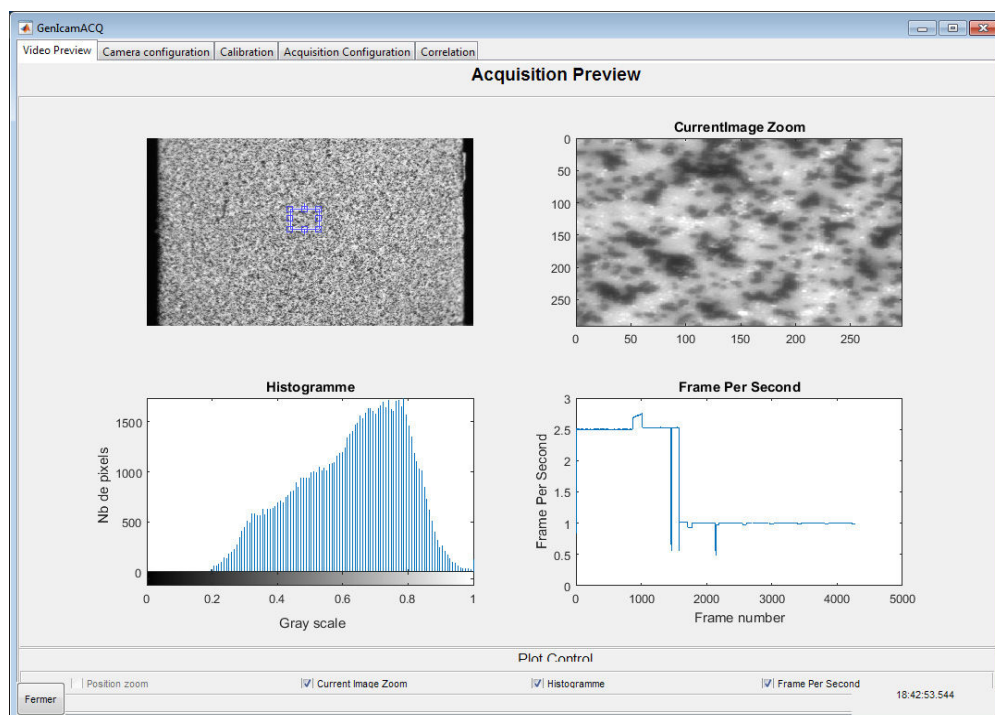 GenIcamACQ
Video Preview Camera configuration Calibration Acquisition Configuration Correlation
Acquisition Preview
CurrentImage Zoom
0
50
100
150
200
250
0 50 100 150 200 250
Histogramme
Nb de pixels
1500
1000
500
0
0 0.2 0.4 0.6 0.8 1
Gray scale
Frame Per Second
Frame Per Second
3
2.5
2
1.5
1
0.5
0
0 1000 2000 3000 4000 5000
Frame number
Plot Control
Position zoom Current Image Zoom Histogramme Frame Per Second
Fermer
18:42:53.544